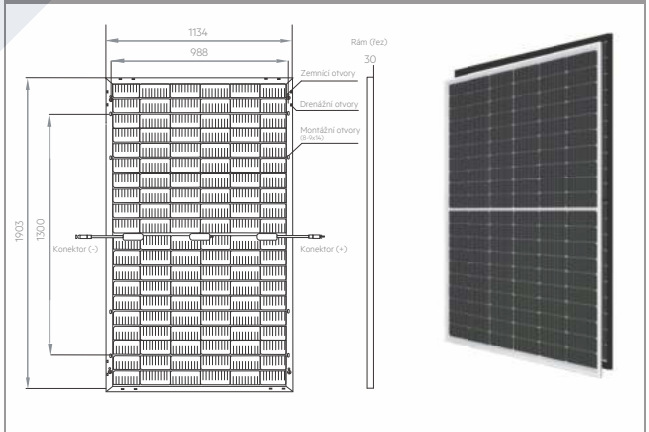 1134
988
Rám (řez)
30
Zemnící otvory
Drenážní otvory
Montážní otvory
(8-9x14)
1903
1300
Konektor (-)
Konektor (+)